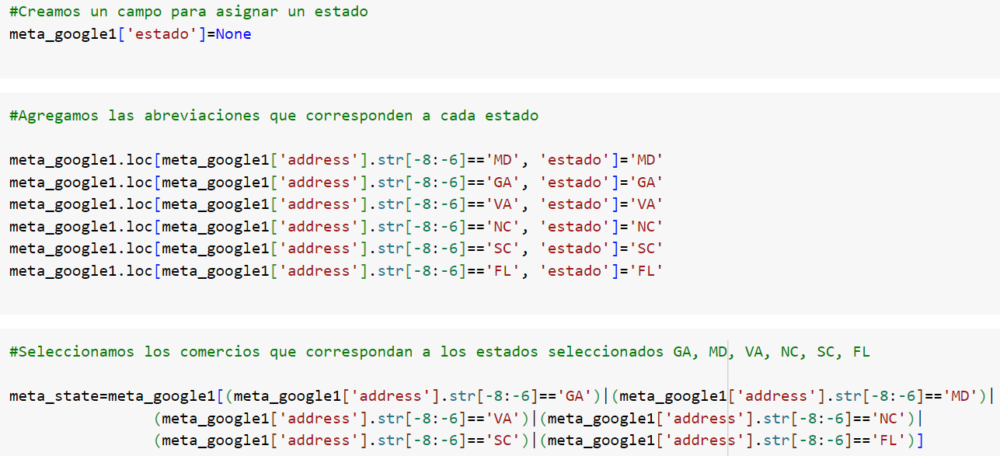 #Creamos un campo para asignar un estado
meta_google1['estado']=None
#Agregamos las abreviaciones que corresponden a cada estado
meta_google1.loc[meta_google1['address'].str[-8:-6]=='MD', 'estado']='MD'
meta_google1.loc[meta_google1['address'].str[-8:-6]=='GA', 'estado']='GA'
meta_google1.loc[meta_google1['address'].str[-8:-6]=='VA', 'estado']='VA'
meta_google1.loc[meta_google1['address'].str[-8:-6]=='NC', 'estado']='NC'
meta_google1.loc[meta_google1['address'].str[-8:-6]=='SC', 'estado']='SC'
meta_google1.loc[meta_google1['address'].str[-8:-6]=='FL', 'estado']='FL'
#Seleccionamos los comercios que correspondan a los estados seleccionados GA, MD, VA, NC, SC, FL
meta_state=meta_google1[(meta_google1['address'].str[-8:-6]=='GA')|(meta_google1['address'].str[-8:-6]=='MD')|
(meta_google1['address'].str[-8:-6]=='VA')|(meta_google1['address'].str[-8:-6]=='NC')|
(meta_google1['address'].str[-8:-6]=='SC')|(meta_google1['address'].str[-8:-6]=='FL')]